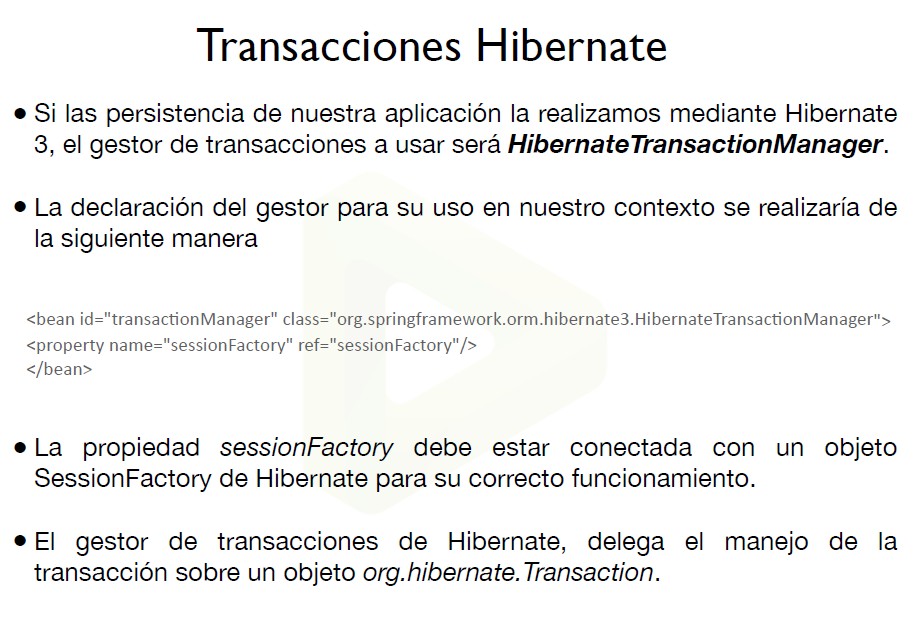 Transacciones Hibernate
• Si las persistencia de nuestra aplicación la realizamos mediante Hibernate
3, el gestor de transacciones a usar será HibernateTransactionManager.
• La declaración del gestor para su uso en nuestro contexto se realizaría de
la siguiente manera
<bean id="transactionManager" class="org.springframework.orm.hibernate3.HibernateTransactionManager">
<property name="sessionFactory" ref="sessionFactory"/>
</bean>
• La propiedad sessionFactory debe estar conectada con un objeto
SessionFactory de Hibernate para su correcto funcionamiento.
• El gestor de transacciones de Hibernate, delega el manejo de la
transacción sobre un objeto org.hibernate.Transaction.